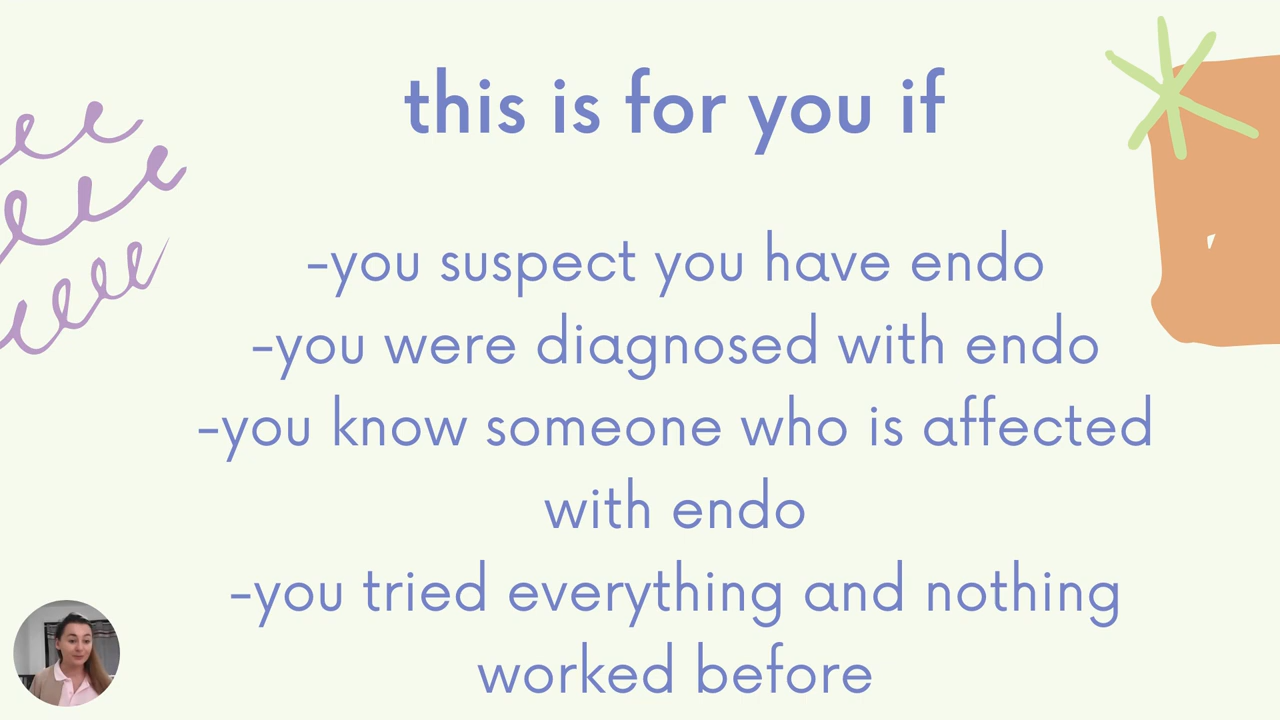 this is for you if
-you suspect you have endo
-you were diagnosed with endo
-you know someone who is affected
with endo
-you tried everything and nothing
worked before